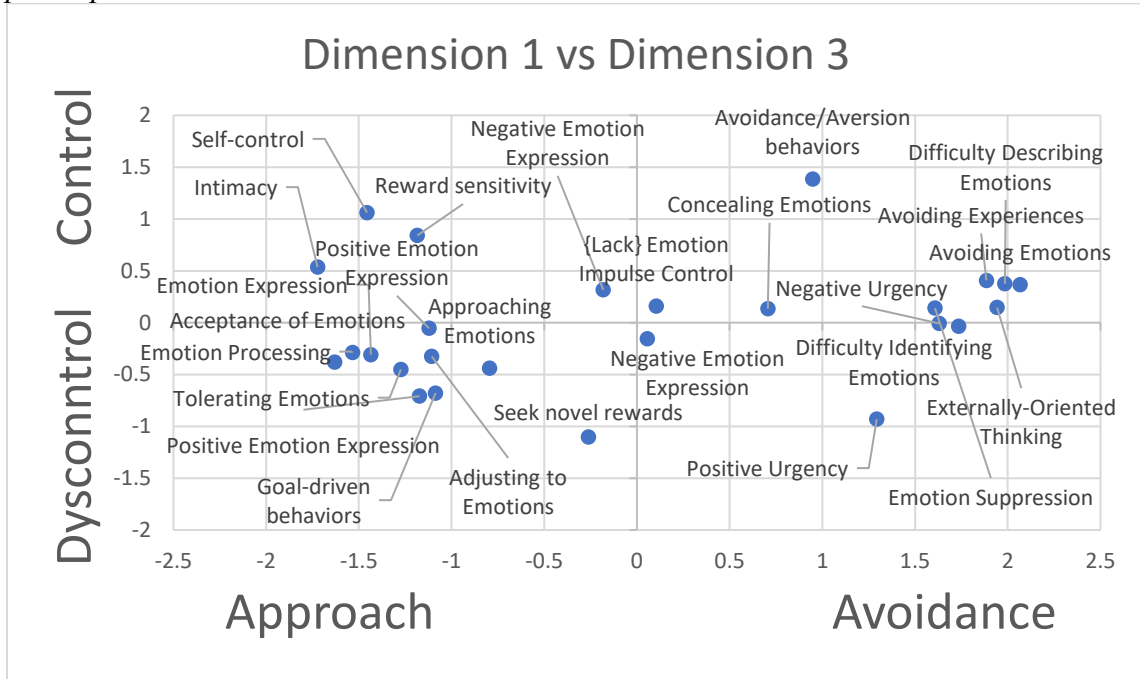 Dimension 1 vs Dimension 3
Control
Dysconntrol
2
1.5
1
0.5
0
-0.5
-1
-1.5
-2
Self-control
Intimacy
Negative Emotion
Expression
Reward sensitivity
Positive Emotion
Expression
Emotion Expression
Acceptance of Emotions
Emotion Processing
Approaching
Emotions
Tolerating Emotions
Positive Emotion Expression
Goal-driven
behaviors
Adjusting to
Emotions
Seek novel rewards
{Lack} Emotion
Impulse Control
Negative Emotion
Expression
Avoidance/Aversion
behaviors
Concealing Emotions
Difficulty Describing
Emotions
Avoiding Experiences
Avoiding Emotions
Negative Urgency
Difficulty Identifying
Emotions
Externally-Oriented
Thinking
Positive Urgency
Emotion Suppression
-2.5 -2 -1.5 -1 -0.5 0 0.5 1 1.5 2 2.5
Approach
Avoidance